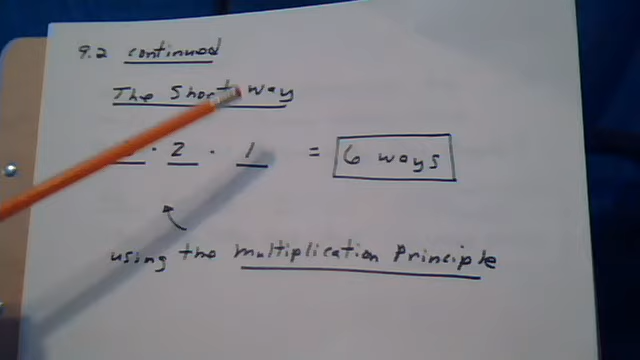 9.2 continued
The Short Way
· 2 · 1 = 6 ways
using the multiplication Principle